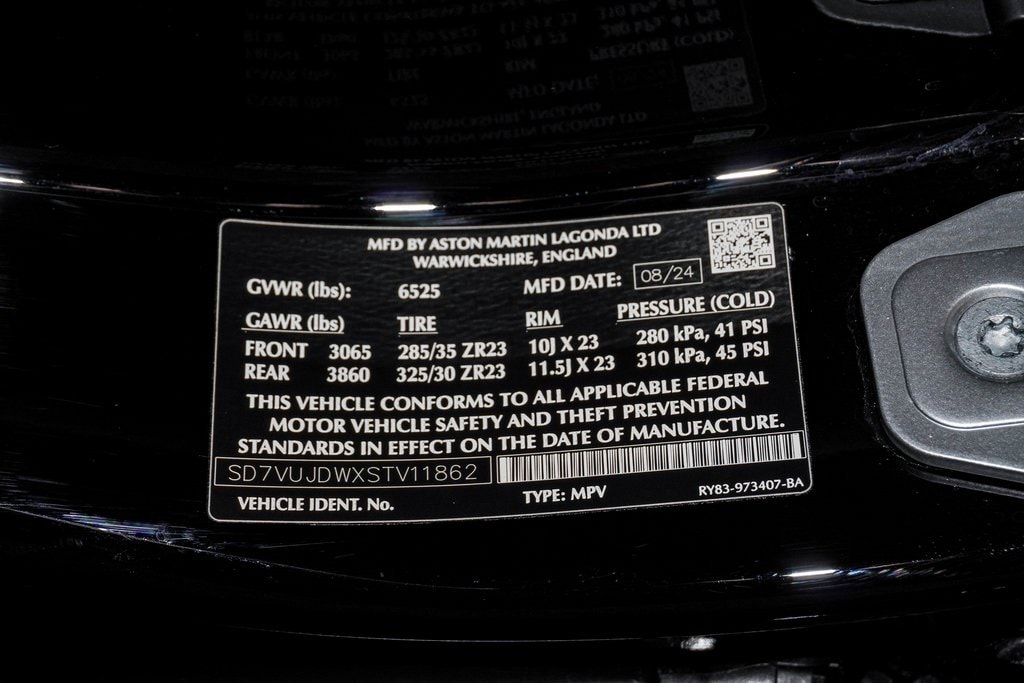 MFD BY ASTON MARTIN LAGONDA LTD
WARWICKSHIRE, ENGLAND
GVWR (lbs): 6525 MFD DATE: 08/24
GAWR (lbs) TIRE RIM PRESSURE (COLD)
FRONT 3065 285/35 ZR23 10J X 23 280 kPa, 41 PSI
REAR 3860 325/30 ZR23 11.5J X 23 310 kPa, 45 PSI
THIS VEHICLE CONFORMS TO ALL APPLICABLE FEDERAL
MOTOR VEHICLE SAFETY AND THEFT PREVENTION
STANDARDS IN EFFECT ON THE DATE OF MANUFACTURE.
SD7VUJDWXSTV11862
VEHICLE IDENT. No. TYPE: MPV RY83-973407-BA